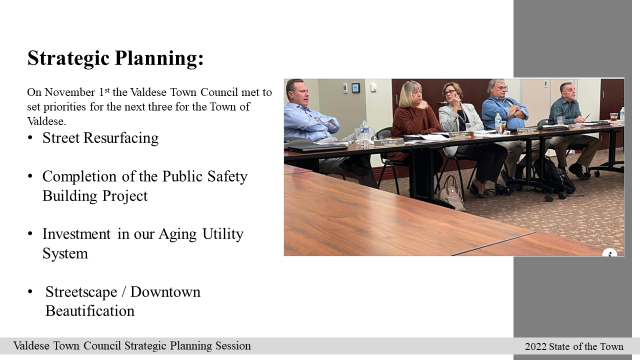 Strategic Planning:
On November 1st the Valdese Town Council met to
set priorities for the next three for the Town of
Valdese.
• Street Resurfacing
• Completion of the Public Safety
Building Project
• Investment in our Aging Utility
System
• Streetscape / Downtown
Beautification
Valdese Town Council Strategic Planning Session
2022 State of the Town